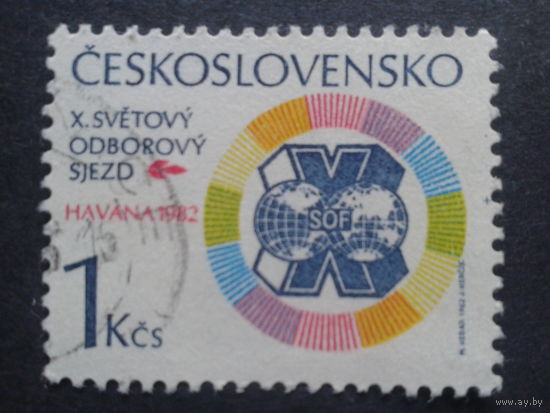 ČESKOSLOVENSKO
X. SVĚTOVÝ
ODBOROVÝ
SJEZD
HAVANA 1982
X
SOF
1 Kčs
www.ay.by